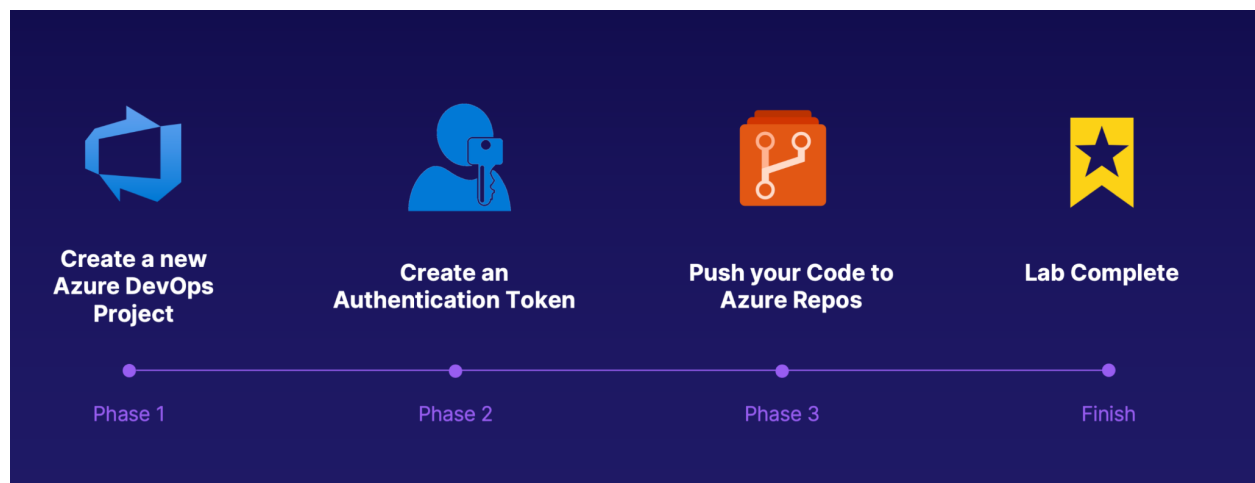 Create a new
Azure DevOps
Project
Create an
Authentication Token
Push your Code to
Azure Repos
Lab Complete
Phase 1
Phase 2
Phase 3
Finish